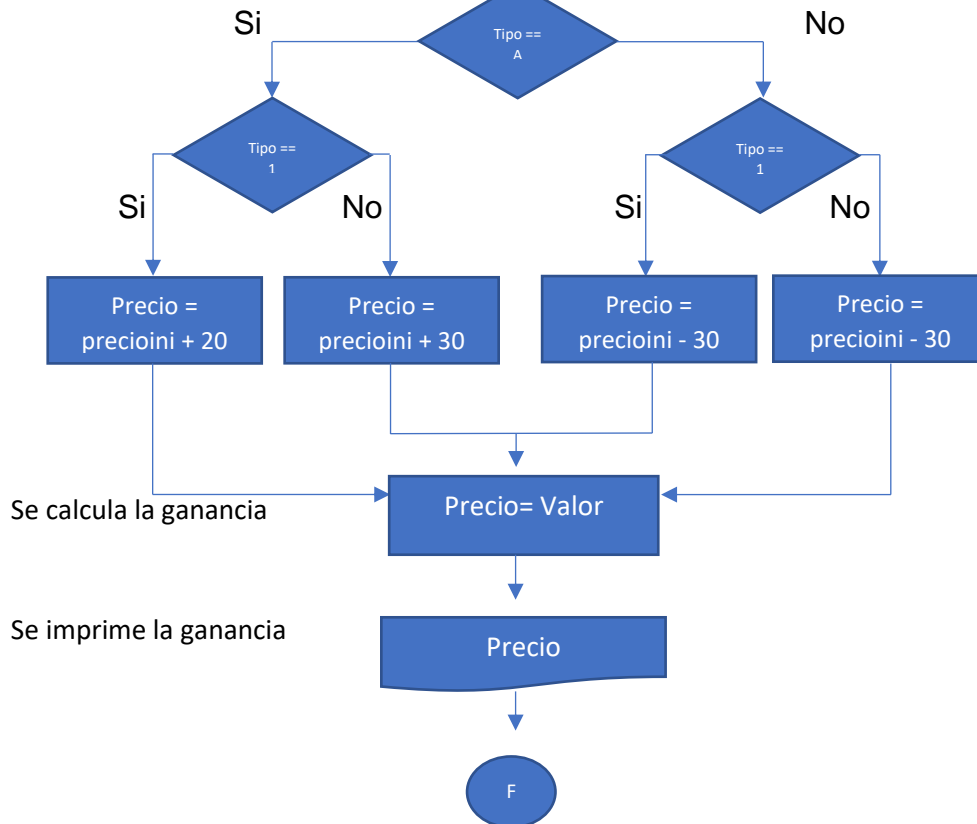 Si
Tipo ==
A
No
Tipo ==
1
Tipo ==
1
Si
No
Si
No
Precio =
precioini + 20
Precio =
precioini + 30
Precio =
precioini - 30
Precio =
precioini - 30
Se calcula la ganancia
Precio= Valor
Se imprime la ganancia
Precio
F